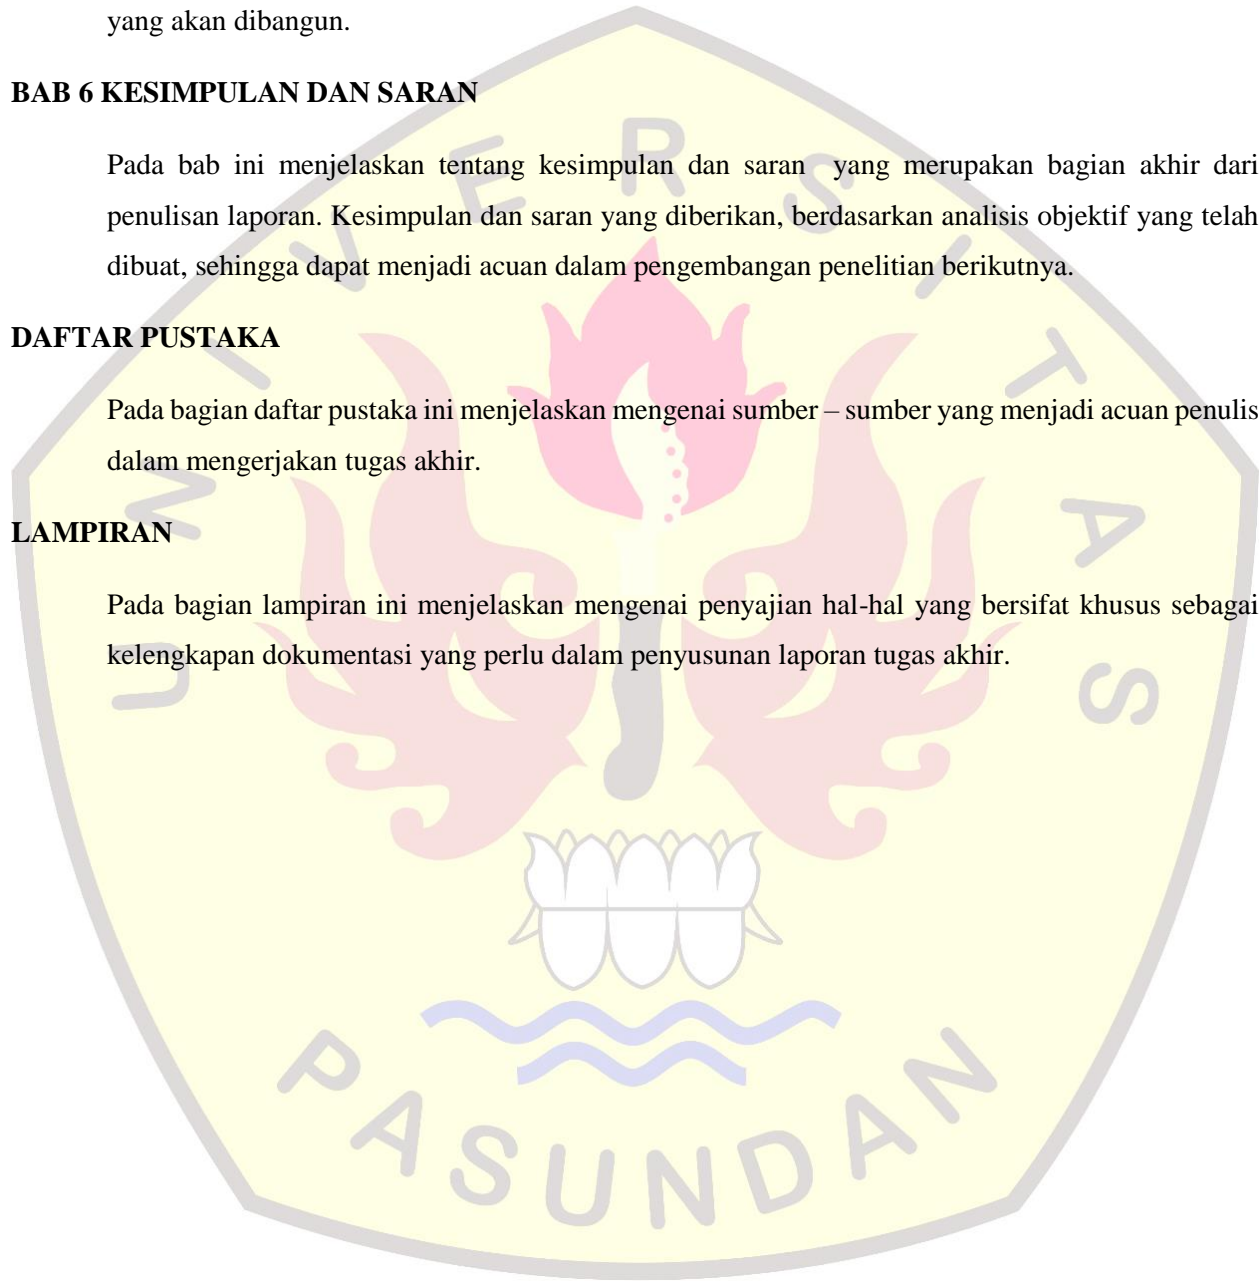 yang akan dibangun.
BAB 6 KESIMPULAN DAN SARAN
Pada bab ini menjelaskan tentang kesimpulan dan saran yang merupakan bagian akhir dari
penulisan laporan. Kesimpulan dan saran yang diberikan, berdasarkan analisis objektif yang telah
dibuat, sehingga dapat menjadi acuan dalam pengembangan penelitian berikutnya.
DAFTAR PUSTAKA
Pada bagian daftar pustaka ini menjelaskan mengenai sumber – sumber yang menjadi acuan penulis
dalam mengerjakan tugas akhir.
LAMPIRAN
Pada bagian lampiran ini menjelaskan mengenai penyajian hal-hal yang bersifat khusus sebagai
kelengkapan dokumentasi yang perlu dalam penyusunan laporan tugas akhir.
UNIVERSITAS
PASUNDAN